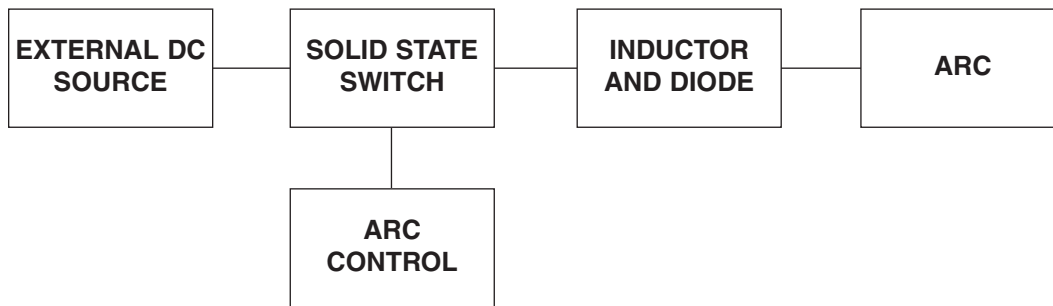 EXTERNAL DC
SOURCE
SOLID STATE
SWITCH
INDUCTOR
AND DIODE
ARC
ARC
CONTROL